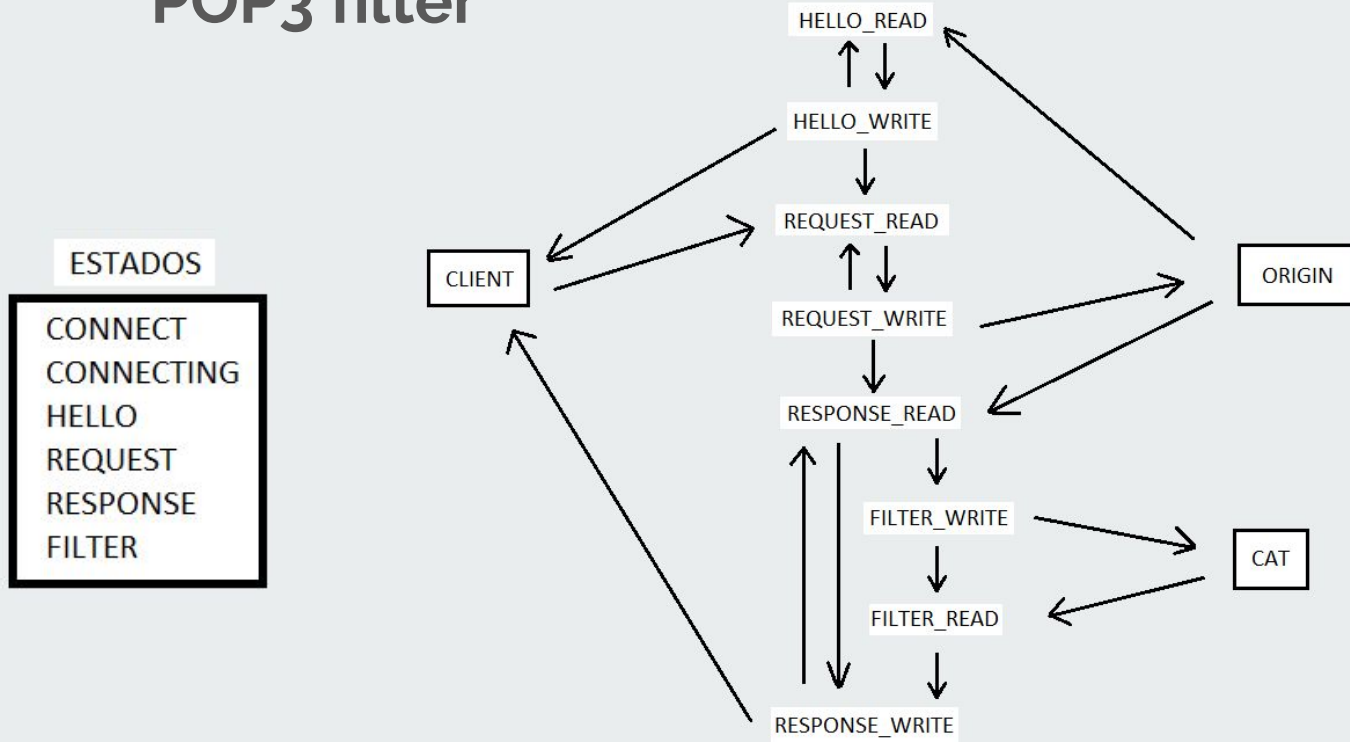 POP3 filter
ESTADOS
CONNECT
CONNECTING
HELLO
REQUEST
RESPONSE
FILTER
CLIENT
HELLO_READ
HELLO_WRITE
REQUEST_READ
REQUEST_WRITE
RESPONSE_READ
FILTER_WRITE
FILTER_READ
RESPONSE_WRITE
ORIGIN
CAT